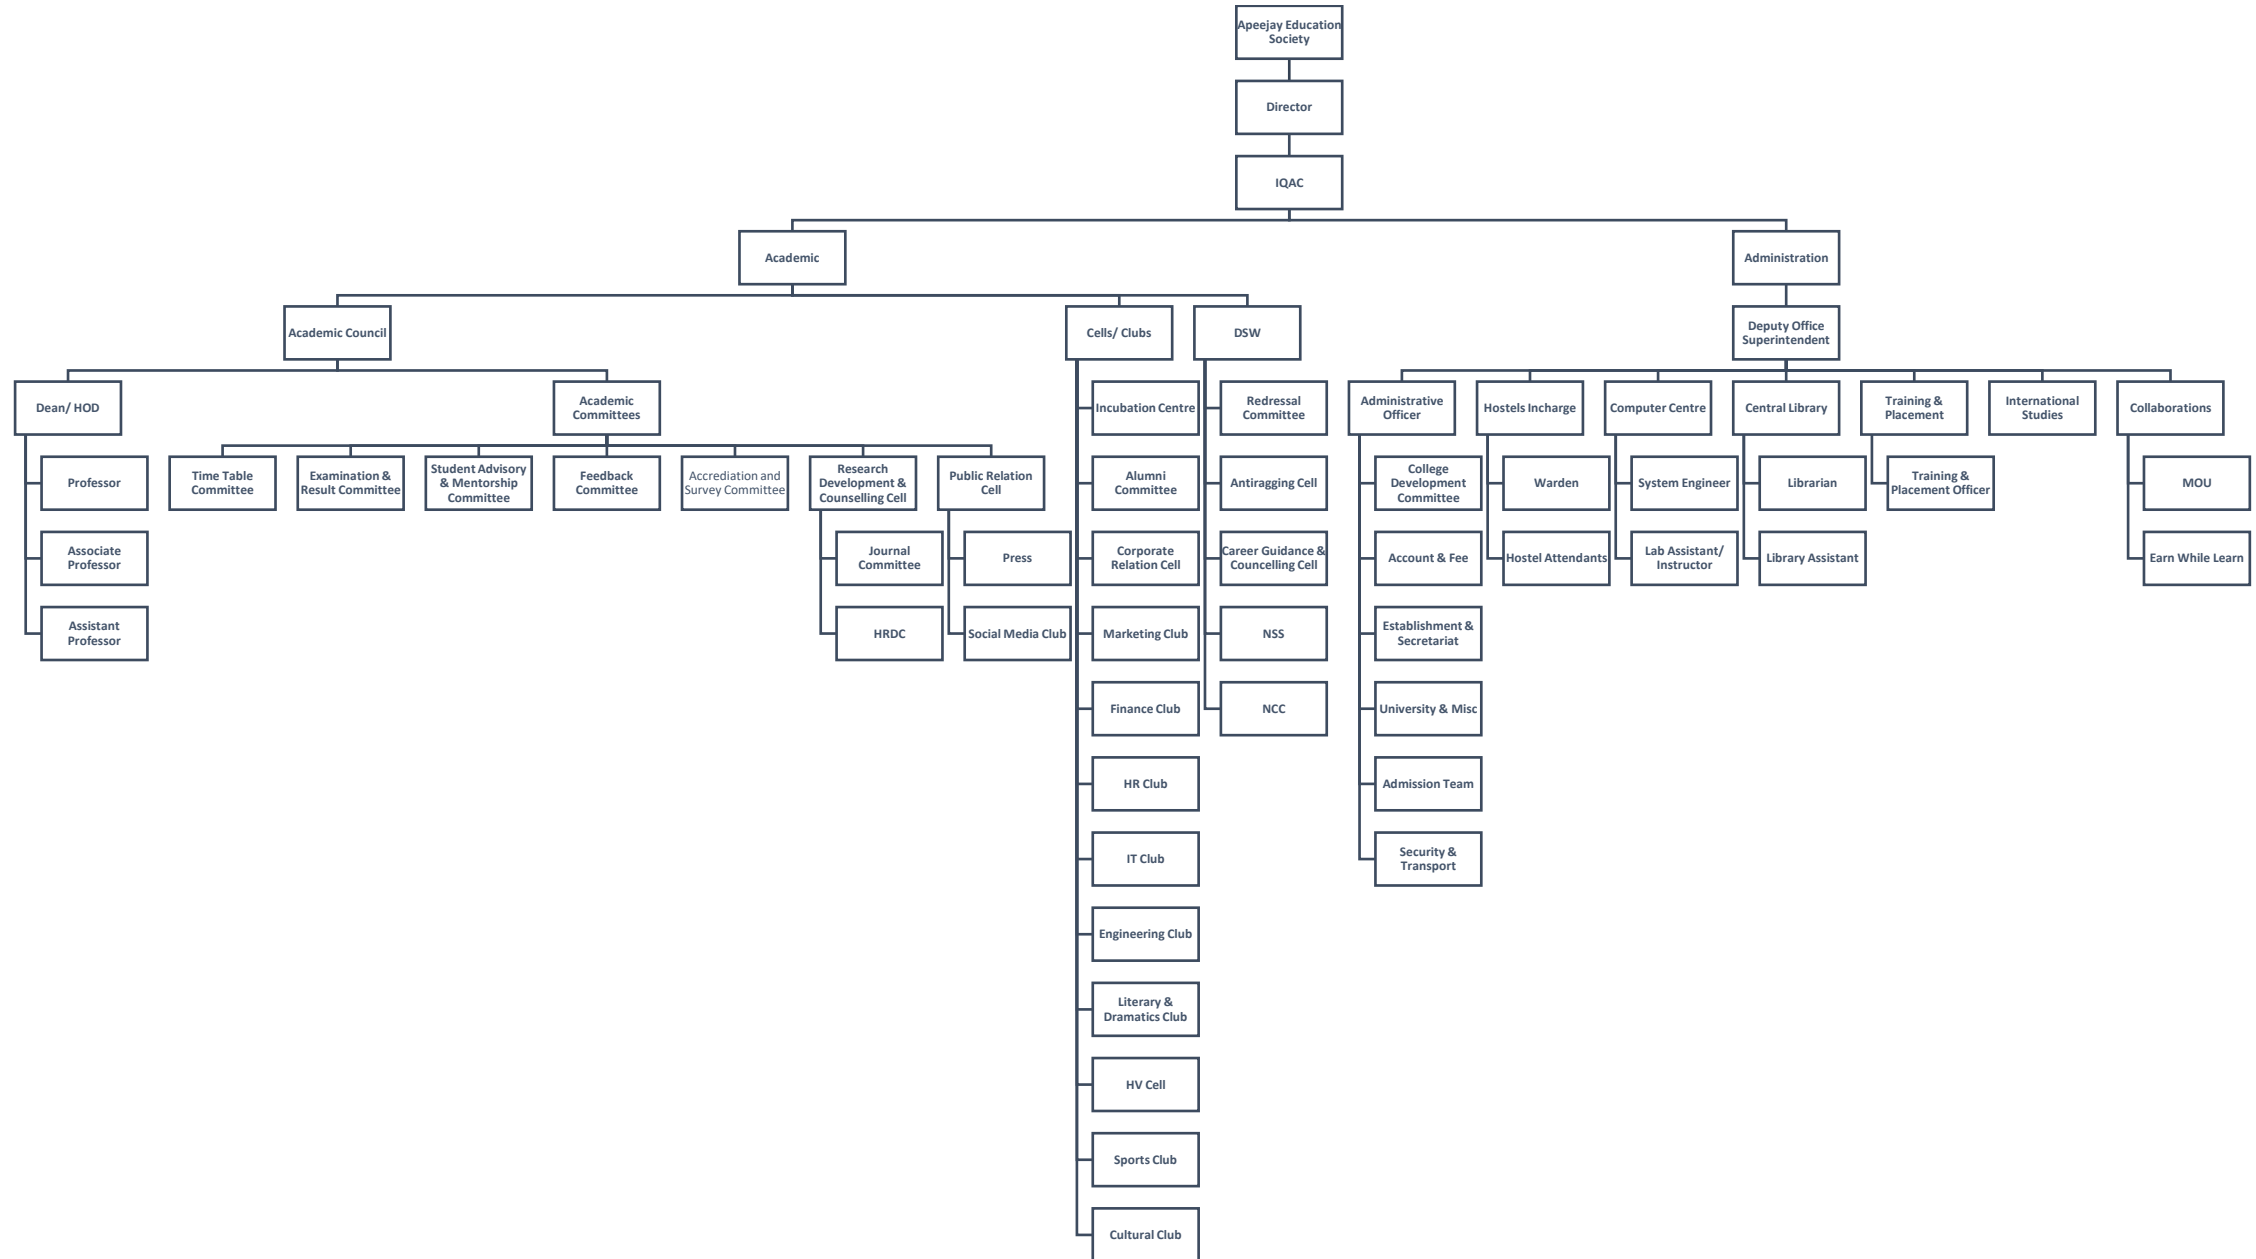 Apeejay Education
Society
Director
IQAC
Academic
Administration
Academic Council
Cells/ Clubs
DSW
Deputy Office
Superintendent
Dean/ HOD
Academic
Committees
Incubation Centre
Redressal
Committee
Administrative
Officer
Hostels Incharge
Computer Centre
Central Library
Training &
Placement
International
Studies
Collaborations
Professor
Time Table
Committee
Examination &
Result Committee
Student Advisory
& Mentorship
Committee
Feedback
Committee
Accrediation and
Survey Committee
Research
Development &
Counselling Cell
Public Relation
Cell
Alumni
Committee
Antiragging Cell
College
Development
Committee
Warden
System Engineer
Librarian
Training &
Placement Officer
MOU
Associate
Professor
Journal
Committee
Press
Corporate
Relation Cell
Career Guidance &
Councelling Cell
Account & Fee
Hostel Attendants
Lab Assistant/
Instructor
Library Assistant
Earn While Learn
Assistant
Professor
HRDC
Social Media Club
Marketing Club
NSS
Establishment &
Secretariat
Finance Club
NCC
University & Misc
HR Club
Admission Team
IT Club
Security &
Transport
Engineering Club
Literary &
Dramatics Club
HV Cell
Sports Club
Cultural Club